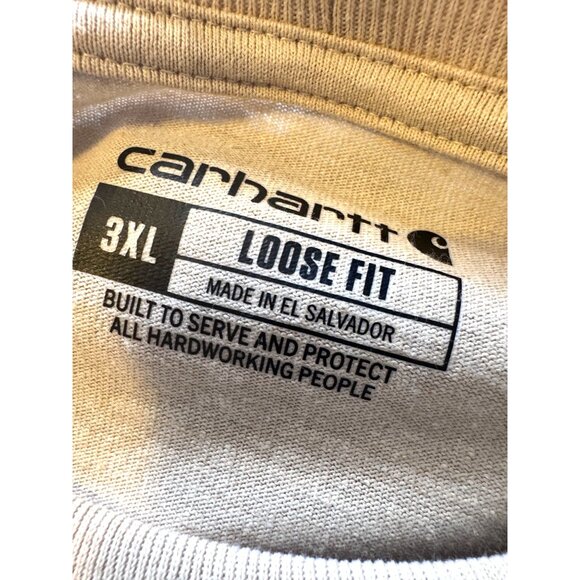 carhartt
3XL
LOOSE FIT
MADE IN EL SALVADOR
BUILT TO SERVE AND PROTECT
ALL HARDWORKING PEOPLE